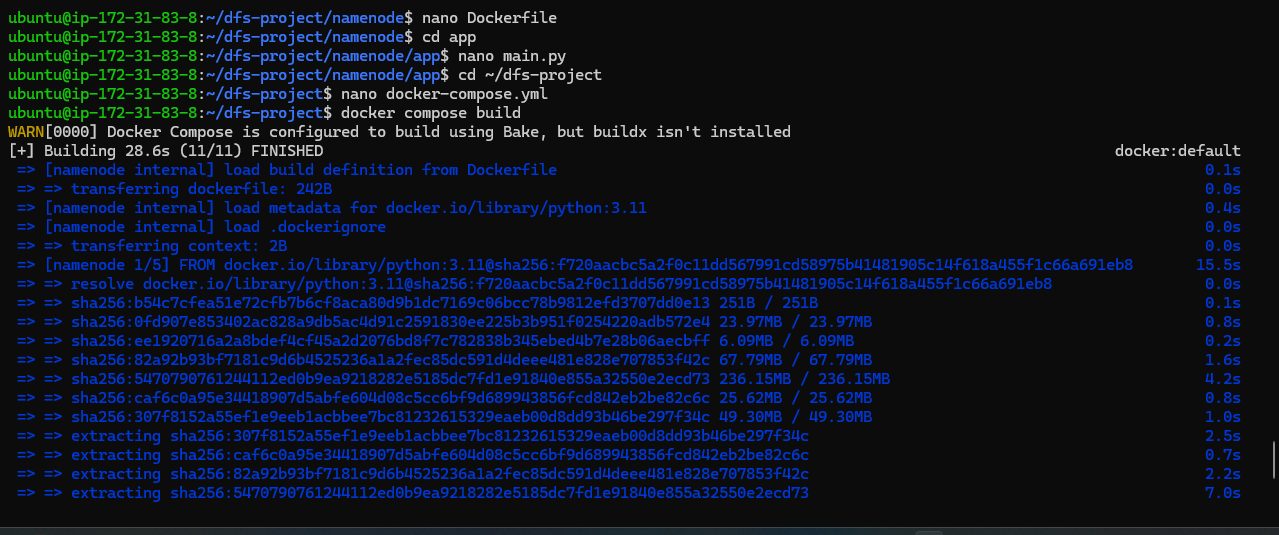 ubuntu@ip-172-31-83-8:~/dfs-project/namenode$ nano Dockerfile
ubuntu@ip-172-31-83-8:~/dfs-project/namenode$ cd app
ubuntu@ip-172-31-83-8:~/dfs-project/namenode/app$ nano main.py
ubuntu@ip-172-31-83-8:~/dfs-project/namenode/app$ cd ~/dfs-project
ubuntu@ip-172-31-83-8:~/dfs-project$ nano docker-compose.yml
ubuntu@ip-172-31-83-8:~/dfs-project$ docker compose build
WARN[0000] Docker Compose is configured to build using Bake, but buildx isn't installed
[+] Building 28.6s (11/11) FINISHED docker:default
=> [namenode internal] load build definition from Dockerfile 0.1s
=> => transferring dockerfile: 242B 0.0s
=> [namenode internal] load metadata for docker.io/library/python:3.11 0.4s
=> [namenode internal] load .dockerignore 0.0s
=> => transferring context: 2B 0.0s
=> [namenode 1/5] FROM docker.io/library/python:3.11@sha256:f720aacbc5a2f0c11dd567991cd58975b41481905c14f618a455f1c66a691eb8 15.5s
=> => resolve docker.io/library/python:3.11@sha256:f720aacbc5a2f0c11dd567991cd58975b41481905c14f618a455f1c66a691eb8 0.0s
=> => sha256:b54c7cfea51e72cfb7b6cf8aca80d9b1dc7169c06bcc78b9812efd3707dd0e13 251B / 251B 0.1s
=> => sha256:0fd907e853402ac828a9db5ac4d91c2591830ee225b3b951f0254220adb572e4 23.97MB / 23.97MB 0.8s
=> => sha256:ee1920716a2a8bdef4cf45a2d2076bd8f7c782838b345ebed4b7e28b06aecbff 6.09MB / 6.09MB 0.2s
=> => sha256:82a92b93bf7181c9d6b4525236a1a2fec85dc591d4deee481e828e707853f42c 67.79MB / 67.79MB 1.6s
=> => sha256:5470790761244112ed0b9ea9218282e5185dc7fd1e91840e855a32550e2ecd73 236.15MB / 236.15MB 4.2s
=> => sha256:caf6c0a95e34418907d5abfe604d08c5cc6bf9d689943856fcd842eb2be82c6c 25.62MB / 25.62MB 0.8s
=> => sha256:307f8152a55ef1e9eeb1acbbee7bc81232615329eaeb00d8dd93b46be297f34c 49.30MB / 49.30MB 1.0s
=> => extracting sha256:307f8152a55ef1e9eeb1acbbee7bc81232615329eaeb00d8dd93b46be297f34c 2.5s
=> => extracting sha256:caf6c0a95e34418907d5abfe604d08c5cc6bf9d689943856fcd842eb2be82c6c 0.7s
=> => extracting sha256:82a92b93bf7181c9d6b4525236a1a2fec85dc591d4deee481e828e707853f42c 2.2s
=> => extracting sha256:5470790761244112ed0b9ea9218282e5185dc7fd1e91840e855a32550e2ecd73 7.0s